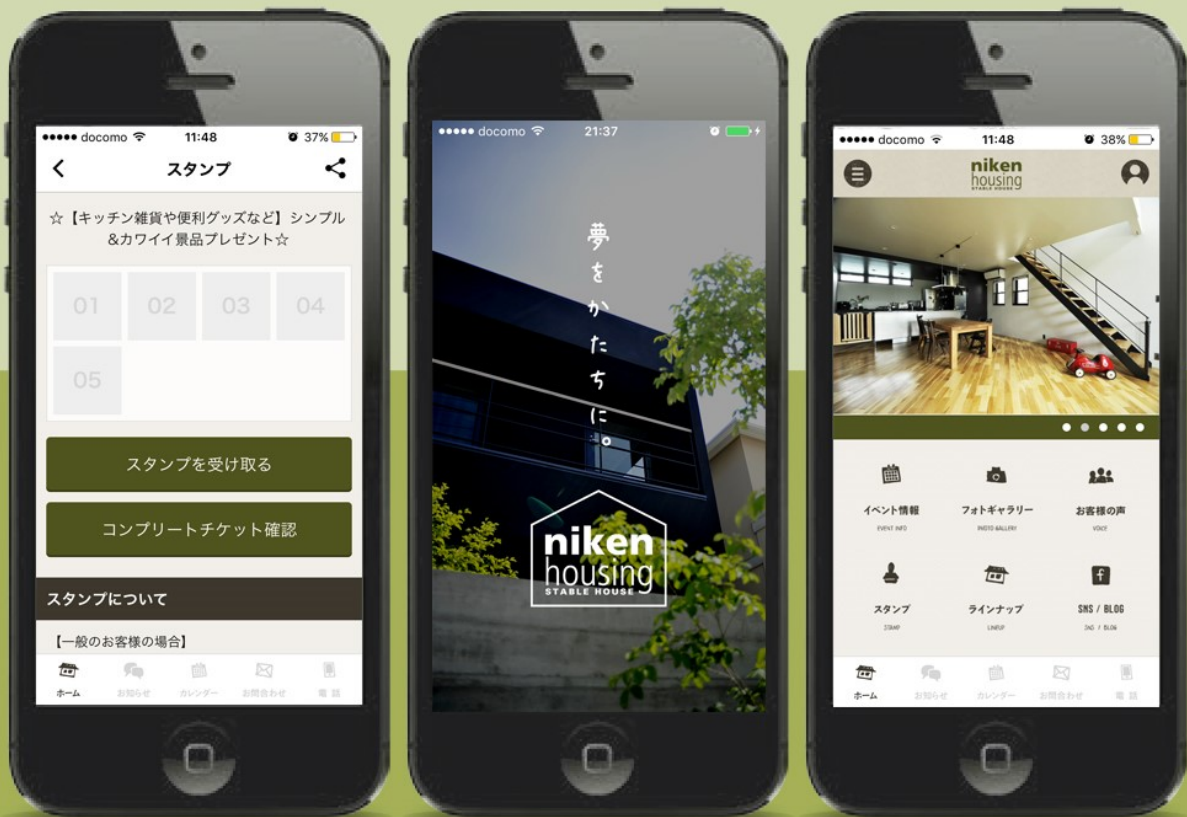 docomo 11:48 37%
スタンプ
☆【キッチン雑貨や便利グッズなど】シンプル
&カワイイ景品プレゼント☆
01 02 03 04
05
スタンプを受け取る
コンプリートチケット確認
スタンプについて
【一般のお客様の場合】
ホーム お知らせ カレンダー お問合わせ 電話
docomo 21:37
夢をかたちに。
niken
housing
STABLE HOUSE
docomo 11:48 38%
niken
housing
STABLE HOUSE
イベント情報 フォトギャラリー お客様の声
EVENT INFO PHOTO GALLERY VOICE
スタンプ ラインナップ SNS / BLOG
STAMP LINEUP SNS / BLOG
ホーム お知らせ カレンダー お問合わせ 電話